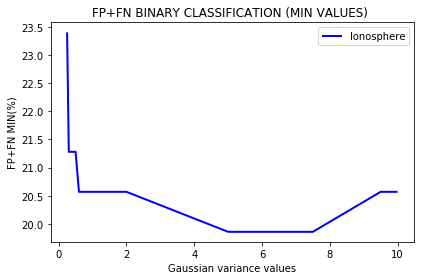 FP+FN BINARY CLASSIFICATION (MIN VALUES)
Ionosphere
FP+FN MIN(%)
23.5
23.0
22.5
22.0
21.5
21.0
20.5
20.0
0 2 4 6 8 10
Gaussian variance values